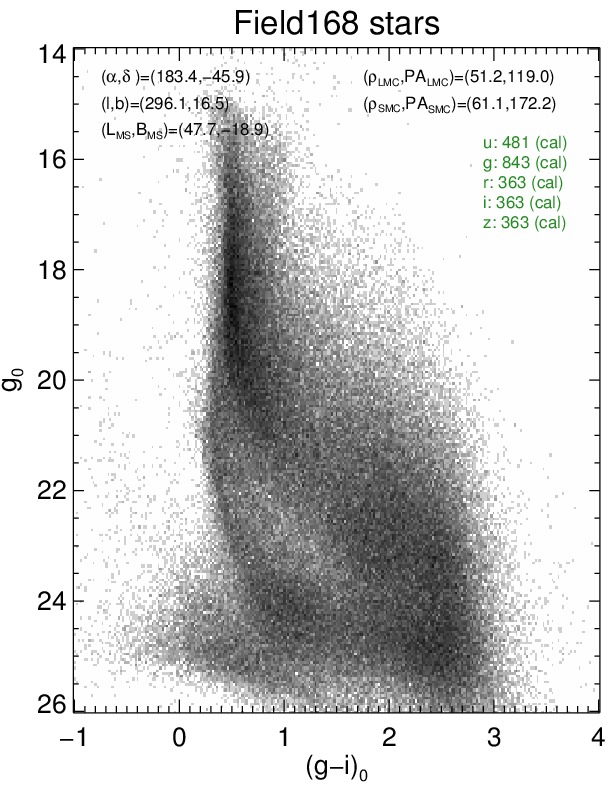 Field168 stars
(α,δ )=(183.4,−45.9)
(ρLMC,PALMC)=(51.2,119.0)
(l,b)=(296.1,16.5)
(ρSMC,PASMC)=(61.1,172.2)
(LMS,BMS)=(47.7,−18.9)
u: 481 (cal)
g: 843 (cal)
r: 363 (cal)
i: 363 (cal)
z: 363 (cal)
14
16
18
20
22
24
26
g0
−1 0 1 2 3 4
(g−i)0